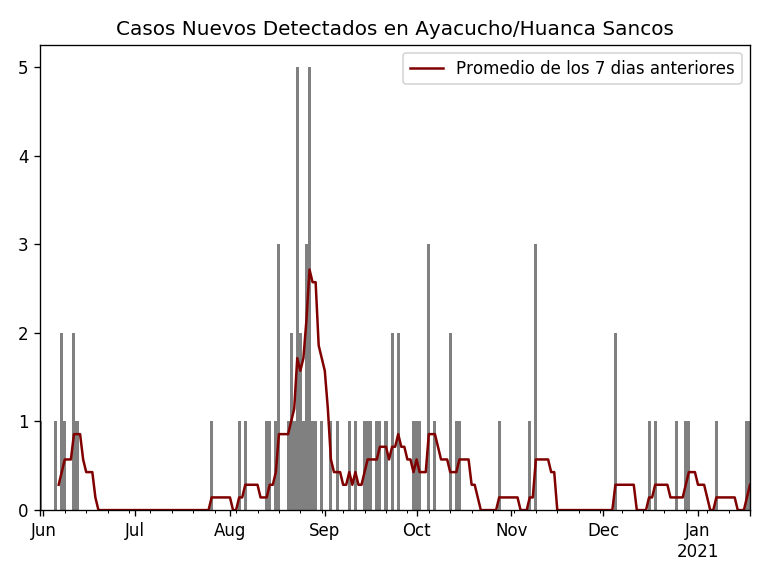 Casos Nuevos Detectados en Ayacucho/Huanca Sancos
Promedio de los 7 dias anteriores
5
4
3
2
1
0
Jun Jul Aug Sep Oct Nov Dec Jan
2021